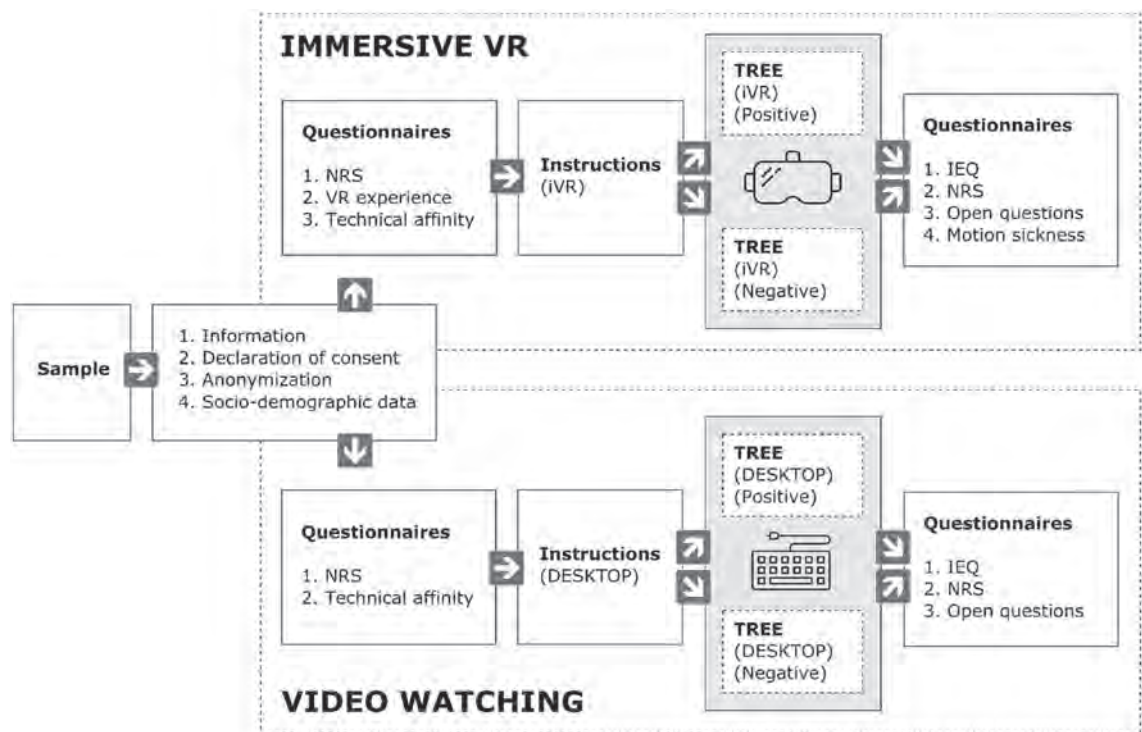 IMMERSIVE VR
Questionnaires
1. NRS
2. VR experience
3. Technical affinity
Instructions
(iVR)
TREE
(iVR)
(Positive)
TREE
(iVR)
(Negative)
Questionnaires
1. IEQ
2. NRS
3. Open questions
4. Motion sickness
Sample
1. Information
2. Declaration of consent
3. Anonymization
4. Socio-demographic data
Questionnaires
1. NRS
2. Technical affinity
Instructions
(DESKTOP)
TREE
(DESKTOP)
(Positive)
TREE
(DESKTOP)
(Negative)
Questionnaires
1. IEQ
2. NRS
3. Open questions
VIDEO WATCHING